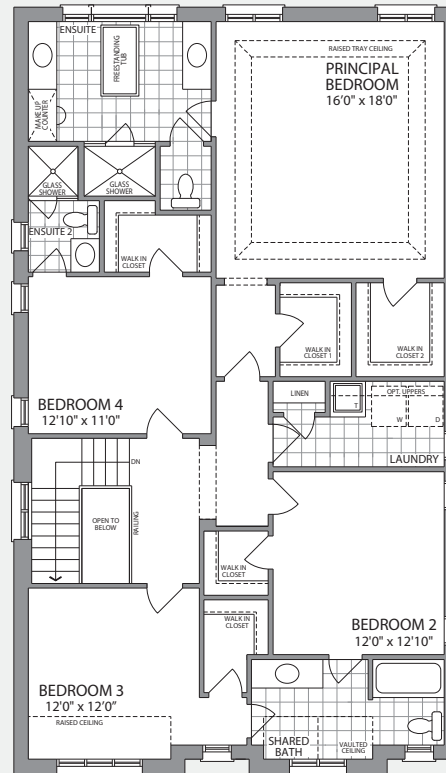 ENSUITE
FREESTANDING
TUB
MAKE UP
COUNTER
RAISED TRAY CEILING
PRINCIPAL
BEDROOM
16'0" x 18'0"
GLASS
SHOWER
GLASS
SHOWER
ENSUITE 2
WALK IN
CLOSET
WALK IN
CLOSET 1
WALK IN
CLOSET 2
BEDROOM 4
12'10" x 11'0"
LINEN
T
OPT. UPPERS
W
D
LAUNDRY
DN
OPEN TO
BELOW
RAILING
WALK IN
CLOSET
BEDROOM 2
12'0" x 12'10"
WALK IN
CLOSET
BEDROOM 3
12'0" x 12'0"
RAISED CEILING
SHARED
BATH
VAULTED
CEILING